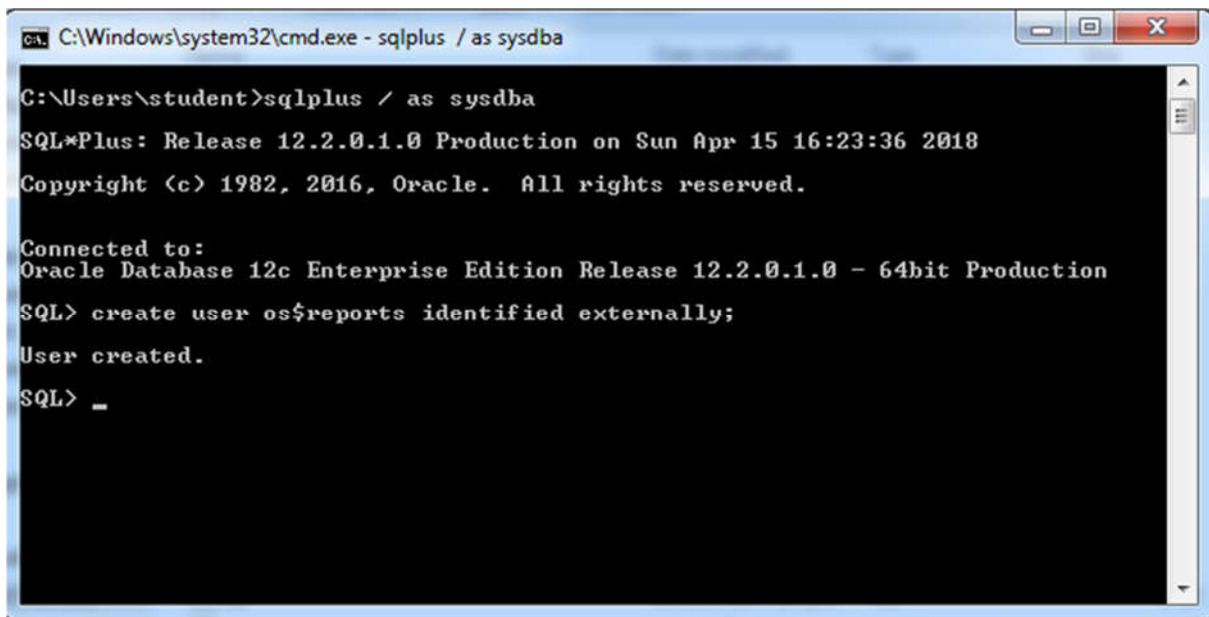 C:\Windows\system32\cmd.exe - sqlplus / as sysdba
C:\Users\student>sqlplus / as sysdba
SQL*Plus: Release 12.2.0.1.0 Production on Sun Apr 15 16:23:36 2018
Copyright (c) 1982, 2016, Oracle.  All rights reserved.
Connected to:
Oracle Database 12c Enterprise Edition Release 12.2.0.1.0 - 64bit Production
SQL> create user os$reports identified externally;
User created.
SQL> _